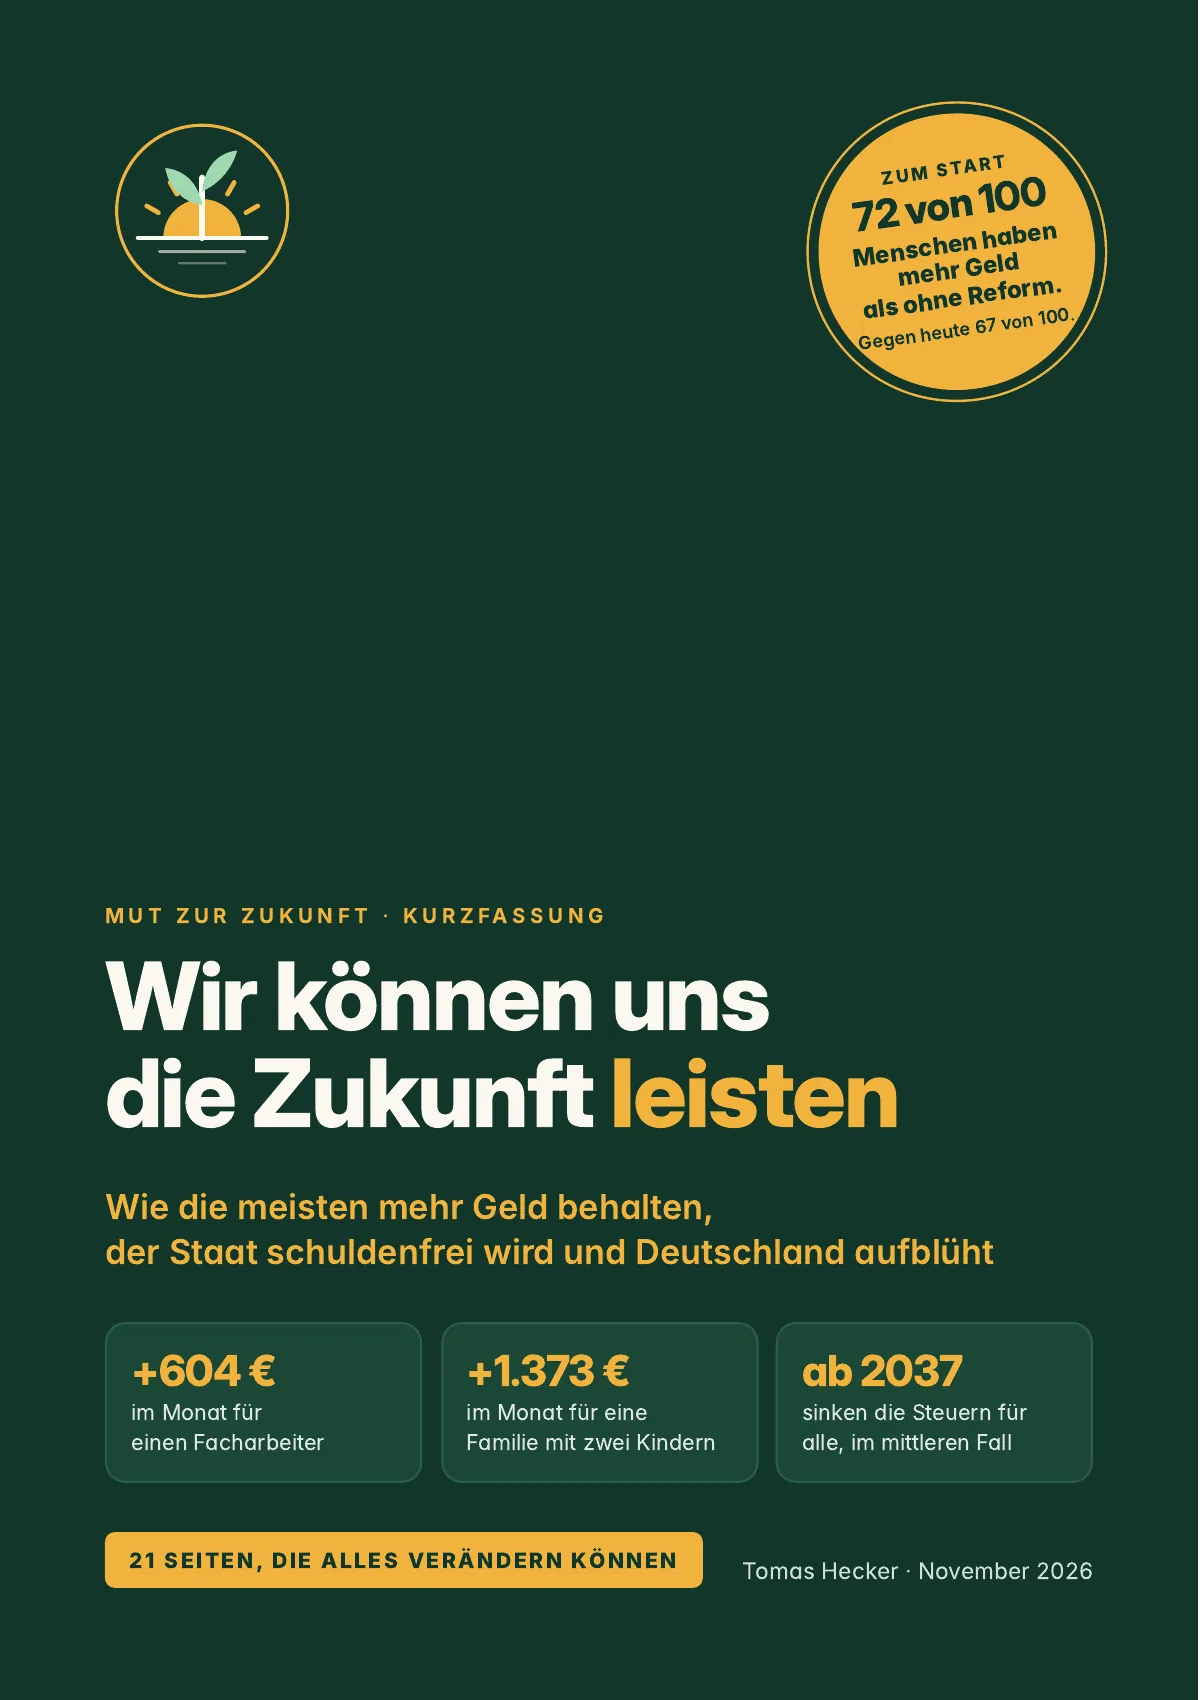 ZUM START
72 von 100
Menschen haben
mehr Geld
als ohne Reform.
Gegen heute 67 von 100.
MUT ZUR ZUKUNFT · KURZFASSUNG
Wir können uns
die Zukunft leisten
Wie die meisten mehr Geld behalten,
der Staat schuldenfrei wird und Deutschland aufblüht
+604 €
im Monat für
einen Facharbeiter
+1.373 €
im Monat für eine
Familie mit zwei Kindern
ab 2037
sinken die Steuern für
alle, im mittleren Fall
21 SEITEN, DIE ALLES VERÄNDERN KÖNNEN
Tomas Hecker · November 2026